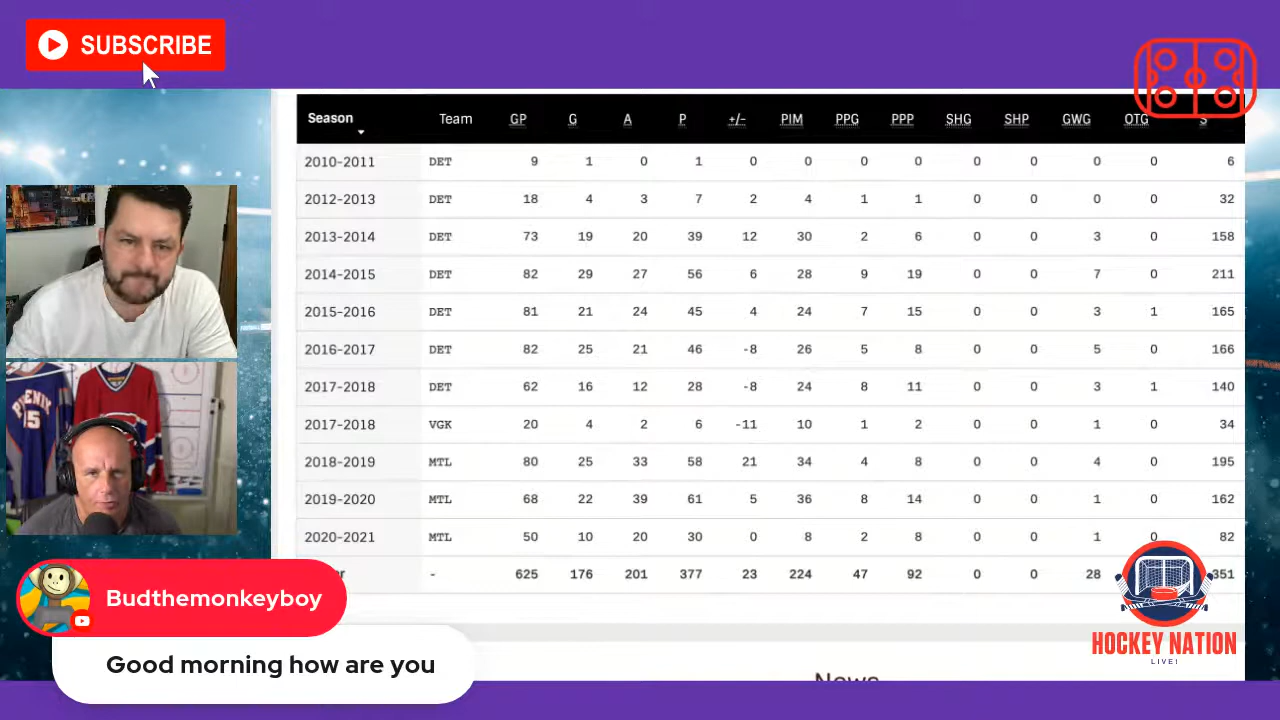 SUBSCRIBE
Season Team GP G A P +/- PIM PPG PPP SHG SHP GWG OTG S
2010-2011 DET 9 1 0 1 0 0 0 0 0 0 0 0 6
2012-2013 DET 18 4 3 7 2 4 1 1 0 0 0 0 32
2013-2014 DET 73 19 20 39 12 30 2 6 0 0 3 0 158
2014-2015 DET 82 29 27 56 6 28 9 19 0 0 7 0 211
2015-2016 DET 81 21 24 45 4 24 7 15 0 0 3 1 165
2016-2017 DET 82 25 21 46 -8 26 5 8 0 0 5 0 166
2017-2018 DET 62 16 12 28 -8 24 8 11 0 0 3 1 140
2017-2018 VGK 20 4 2 6 -11 10 1 2 0 0 1 0 34
2018-2019 MTL 80 25 33 58 21 34 4 8 0 0 4 0 195
2019-2020 MTL 68 22 39 61 5 36 8 14 0 0 1 0 162
2020-2021 MTL 50 10 20 30 0 8 2 8 0 0 1 0 82
- 625 176 201 377 23 224 47 92 0 0 28 351
PHOENIX
Budthemonkeyboy
Good morning how are you
News
HOCKEY NATION
LIVE!